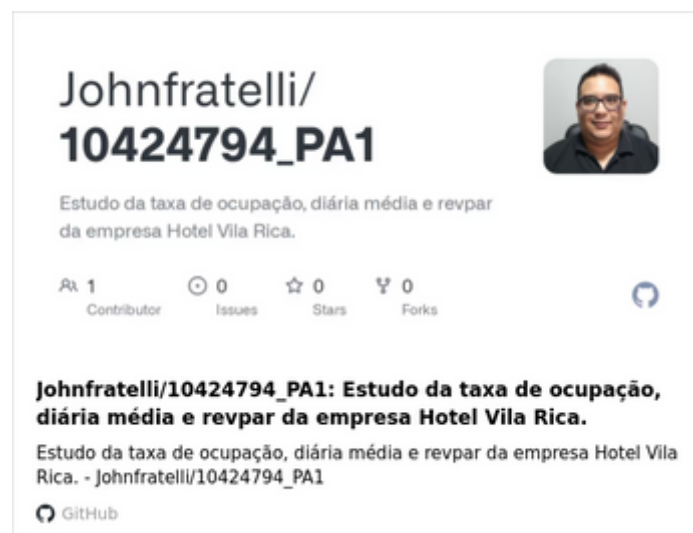 Johnfratelli/
10424794_PA1
Estudo da taxa de ocupação, diária média e revpar
da empresa Hotel Vila Rica.
1
Contributor
0
Issues
0
Stars
0
Forks
Johnfratelli/10424794_PA1: Estudo da taxa de ocupação,
diária média e revpar da empresa Hotel Vila Rica.
Estudo da taxa de ocupação, diária média e revpar da empresa Hotel Vila
Rica. - Johnfratelli/10424794_PA1
GitHub